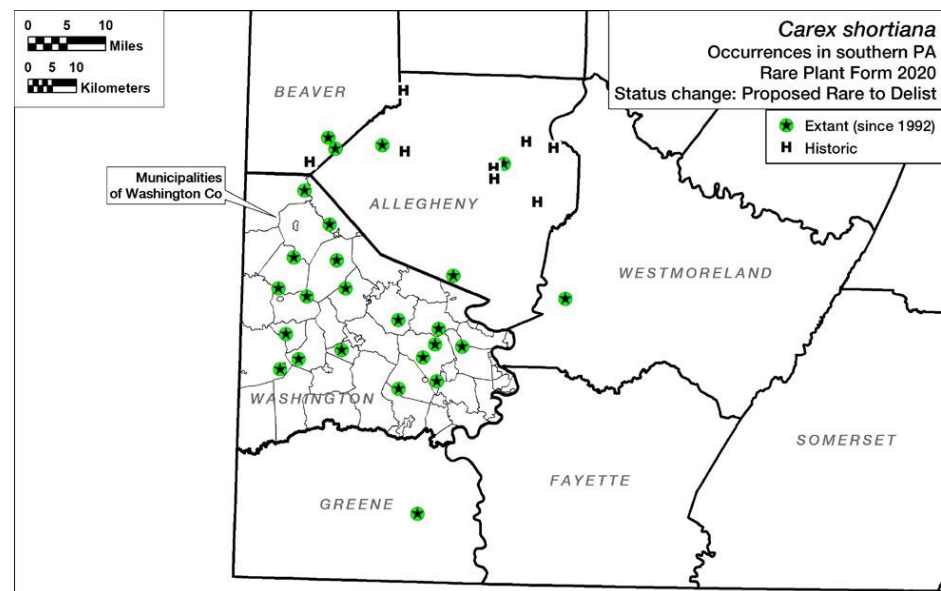 0 5 10
Miles
0 5 10
Kilometers
Carex shortiana
Occurrences in southern PA
Rare Plant Form 2020
Status change: Proposed Rare to Delist
Extant (since 1992)
H Historic
BEAVER
H
H
H
H
H
H
H
H
Municipalities
of Washington Co
ALLEGHENY
WESTMORELAND
WASHINGTON
SOMERSET
FAYETTE
GREENE